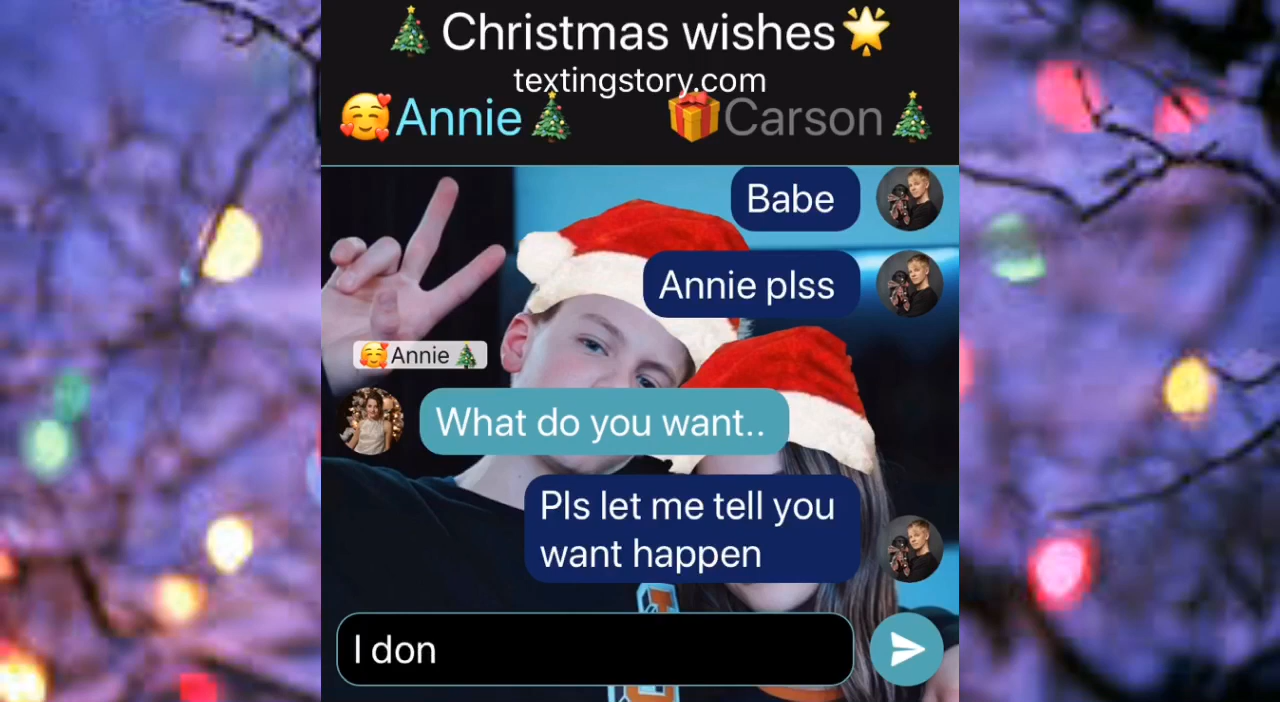 🎄Christmas wishes🌟
textingstory.com
🥰Annie🎄 🎁Carson🎄
Babe
Annie plss
🥰Annie🎄
What do you want..
Pls let me tell you
want happen
I don